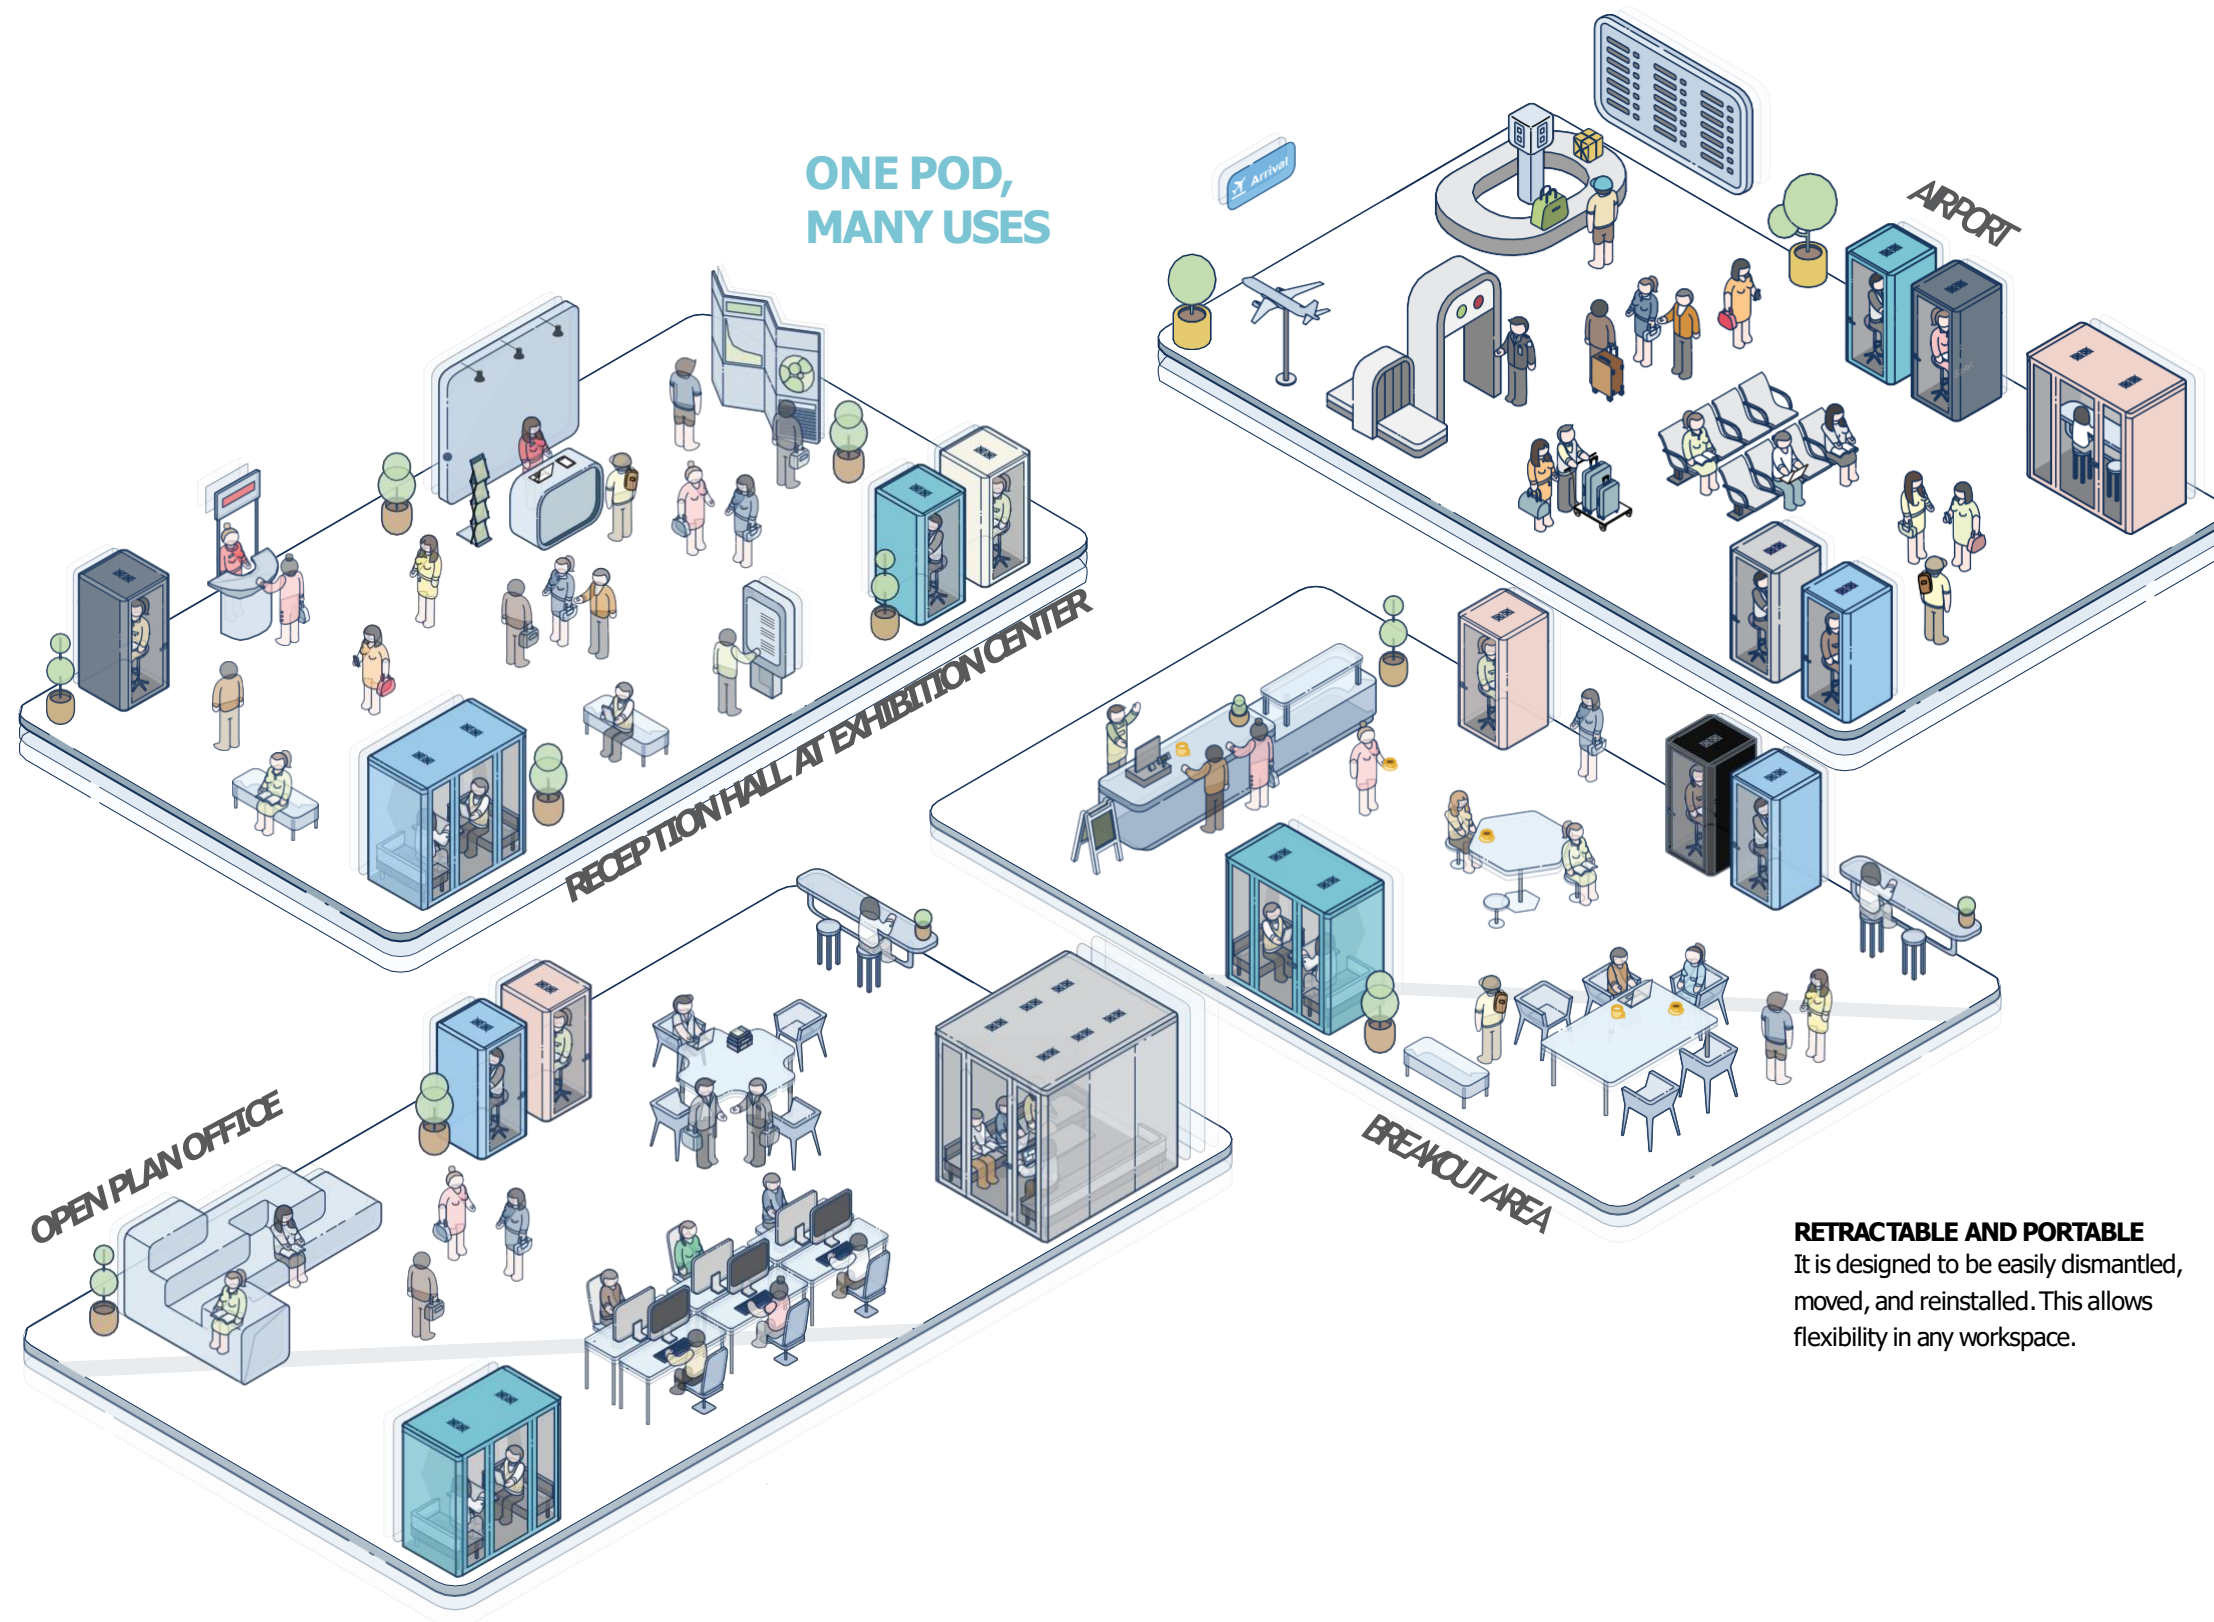 ONE POD,
MANY USES
Arrival
AIRPORT
RECEPTION HALL AT EXHIBITION CENTER
OPEN PLAN OFFICE
BREAKOUT AREA
RETRACTABLE AND PORTABLE
It is designed to be easily dismantled,
moved, and reinstalled. This allows
flexibility in any workspace.